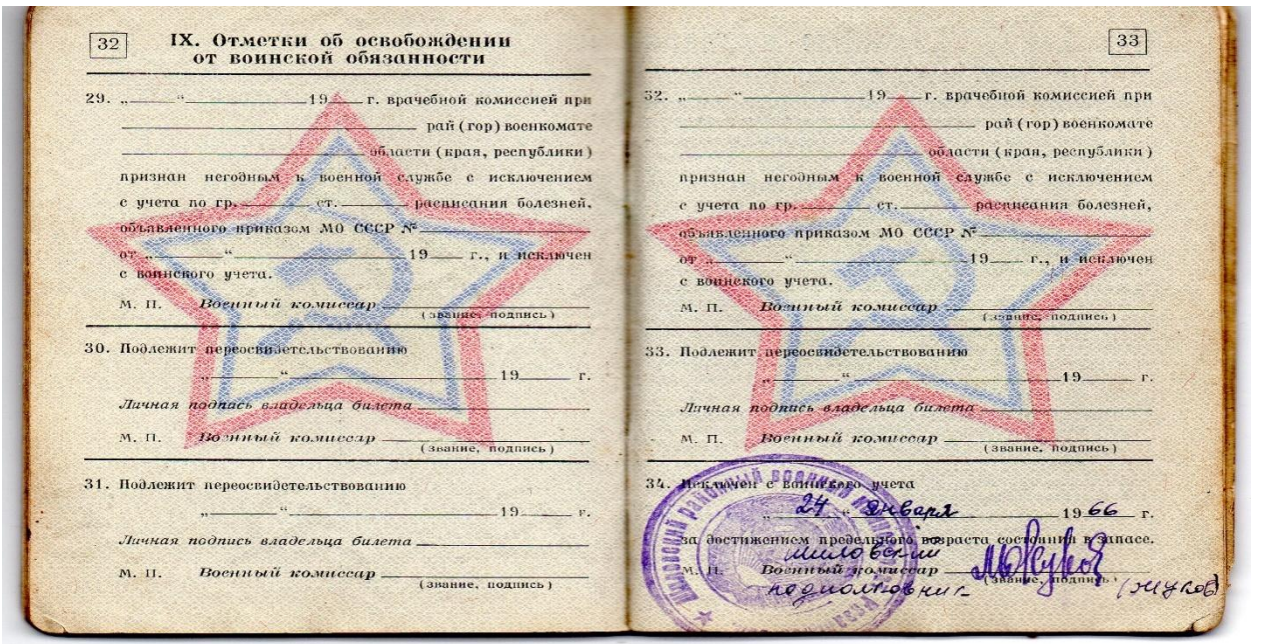 32
IX. Отметки об освобождении
от воинской обязанности
29. „ “ 19 г. врачебной комиссией при
рай (гор) военкомате
области (края, республики)
признан негодным к военной службе с исключением
с учета по гр. ст. расписания болезней,
объявленного приказом МО СССР №
от „ “ 19 г., и исключен
с воинского учета.
М. П. Военный комиссар
(звание, подпись)
30. Подлежит переосвидетельствованию
„ “ 19 г.
Личная подпись владельца билета
М. П. Военный комиссар
(звание, подпись)
31. Подлежит переосвидетельствованию
„ “ 19 г.
Личная подпись владельца билета
М. П. Военный комиссар
(звание, подпись)
33
32. „ “ 19 г. врачебной комиссией при
рай (гор) военкомате
области (края, республики)
признан негодным к военной службе с исключением
с учета по гр. ст. расписания болезней,
объявленного приказом МО СССР №
от „ “ 19 г., и исключен
с воинского учета.
М. П. Военный комиссар
(звание, подпись)
33. Подлежит переосвидетельствованию
„ “ 19 г.
Личная подпись владельца билета
М. П. Военный комиссар
(звание, подпись)
34. Исключен с воинского учета
„ 24 “ января 19 66 г.
за достижением предельного возраста состояния в запасе.
Миловский
М. П. Военный комиссар
(звание, подпись)
подполковник (Жуков)
районный военный